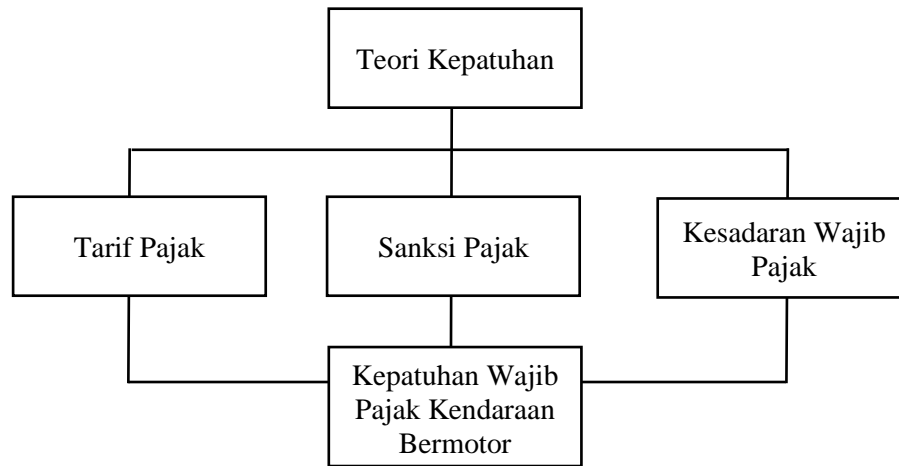 Teori Kepatuhan
Tarif Pajak
Sanksi Pajak
Kesadaran Wajib
Pajak
Kepatuhan Wajib
Pajak Kendaraan
Bermotor